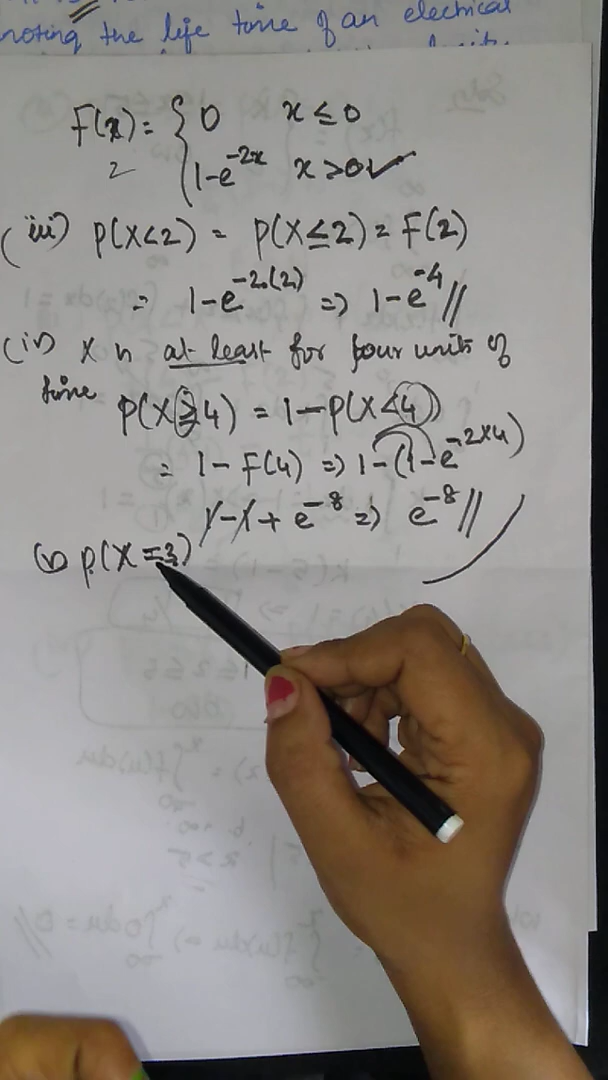 noting the life time of an electrical
F(x) = { 0 x ≤ 0
1-e^-2x x > 0 ✓
(iii) P(X<2) = P(X≤2) = F(2)
= 1-e^-2.(2) => 1-e^-4//
(iv) X is at least for four units of
time
P(X≥4) = 1-P(X<4)
= 1-F(4) => 1-(1-e^-2×4)
1-1+e^-8 => e^-8//
(v) P(X=3)